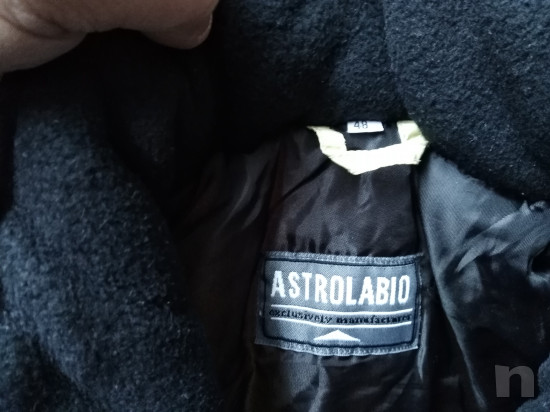 48
ASTROLABIO
exclusively manufacturer
n